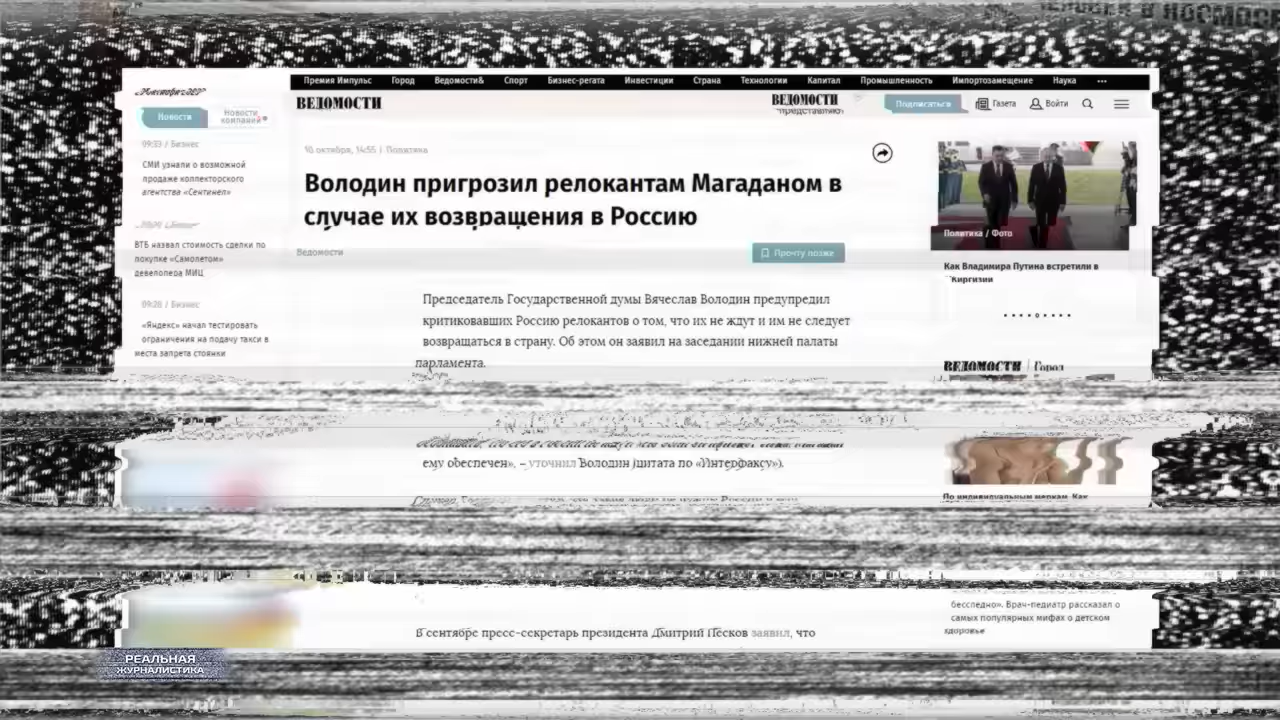 ЧЕЛОВЕК В КОСМОСЕ
Премия Импульс Город Ведомости& Спорт Бизнес-регата Инвестиции Страна Технологии Капитал Промышленность Импортозамещение Наука •••
ВЕДОМОСТИ
ВЕДОМОСТИ
представляют
Подписаться
Газета
Войти
Новости
Новости
компаний
09:33 / Бизнес
СМИ узнали о возможной
продаже коллекторского
агентства «Сентинел»
ВТБ назвал стоимость сделки по
покупке «Самолетом»
девелопера МИЦ
09:28 / Бизнес
«Яндекс» начал тестировать
ограничения на подачу такси в
места запрета стоянки
10 октября, 14:55 | Политика
Володин пригрозил релокантам Магаданом в
случае их возвращения в Россию
Ведомости
Прочту позже
Председатель Государственной думы Вячеслав Володин предупредил
критиковавших Россию релокантов о том, что их не ждут и им не следует
возвращаться в страну. Об этом он заявил на заседании нижней палаты
парламента.
ему обеспечен», – уточнил Володин (цитата по «Интерфаксу»).
В сентябре пресс-секретарь президента Дмитрий Песков заявил, что
Политика / Фото
Как Владимира Путина встретили в
Киргизии
ВЕДОМОСТИ | Город
По индивидуальным меркам. Как
бесследно». Врач-педиатр рассказал о
самых популярных мифах о детском
здоровье
РЕАЛЬНАЯ
ЖУРНАЛИСТИКА